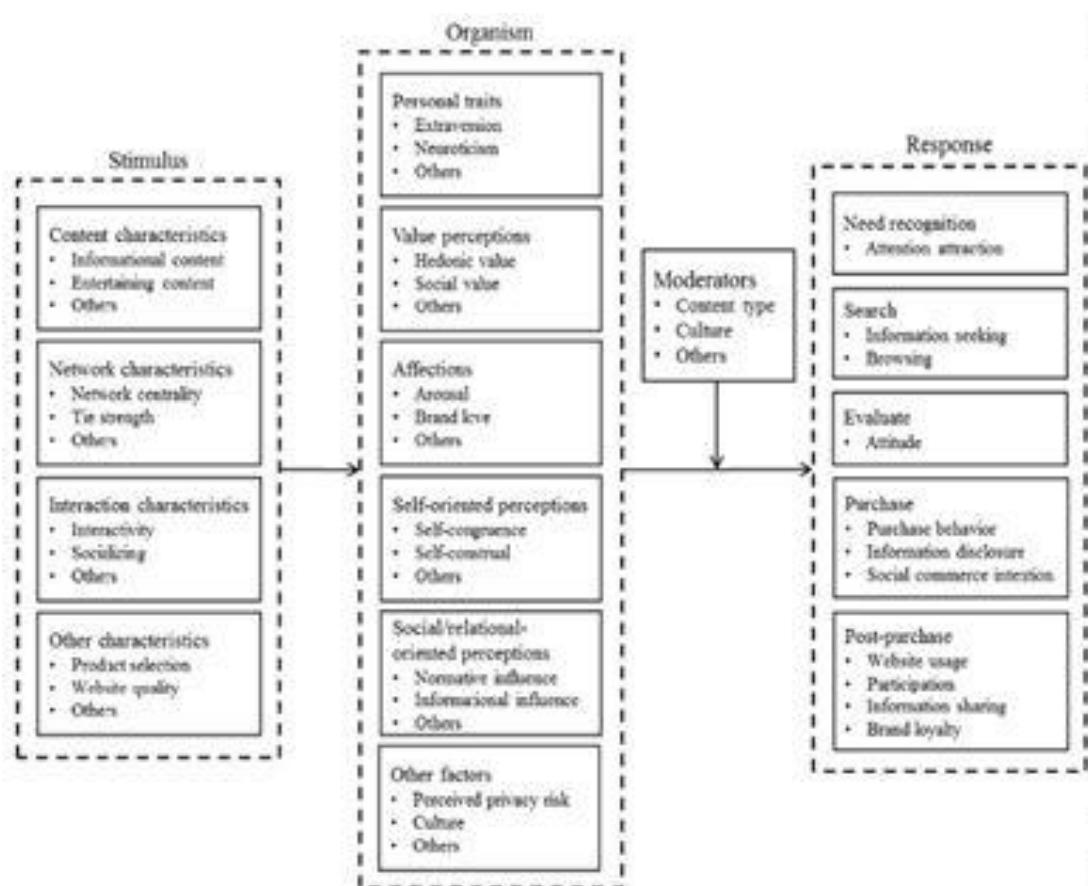 Stimulus
Content characteristics
• Informational content
• Entertaining content
• Others
Network characteristics
• Network centrality
• Tie strength
• Others
Interaction characteristics
• Interactivity
• Socializing
• Others
Other characteristics
• Product selection
• Website quality
• Others
Organism
Personal traits
• Extraversion
• Neuroticism
• Others
Value perceptions
• Hedonic value
• Social value
• Others
Affections
• Arousal
• Brand love
• Others
Self-oriented perceptions
• Self-congruence
• Self-construal
• Others
Social/relational-
oriented perceptions
• Normative influence
• Informational influence
• Others
Other factors
• Perceived privacy risk
• Culture
• Others
Moderators
• Content type
• Culture
• Others
Response
Need recognition
• Attention attraction
Search
• Information seeking
• Browsing
Evaluate
• Attitude
Purchase
• Purchase behavior
• Information disclosure
• Social commerce intention
Post-purchase
• Website usage
• Participation
• Information sharing
• Brand loyalty